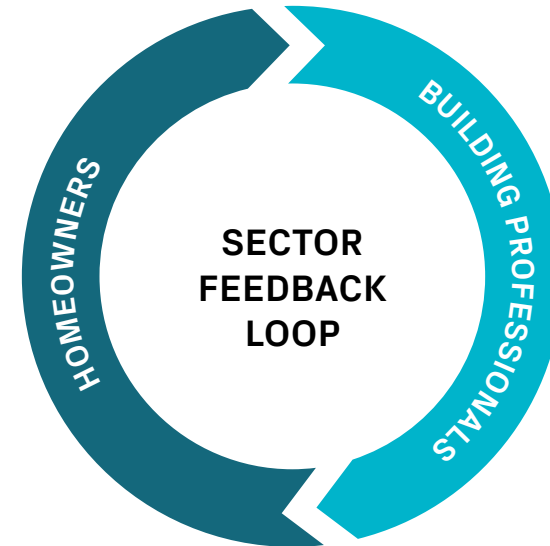 HOMEOWNERS
BUILDING PROFESSIONALS
SECTOR
FEEDBACK
LOOP